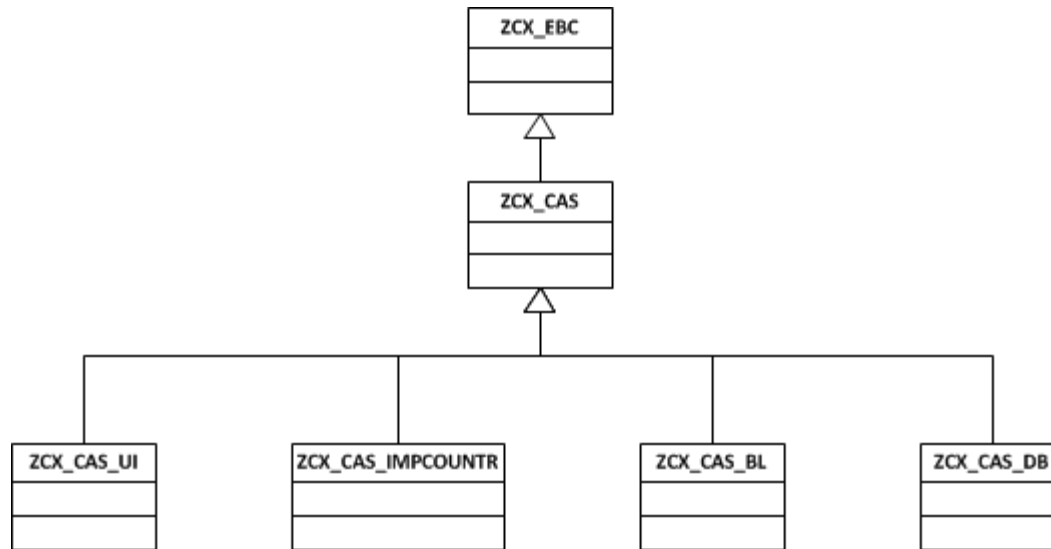 ZCX_EBC
ZCX_CAS
ZCX_CAS_UI
ZCX_CAS_IMPCOUNTR
ZCX_CAS_BL
ZCX_CAS_DB